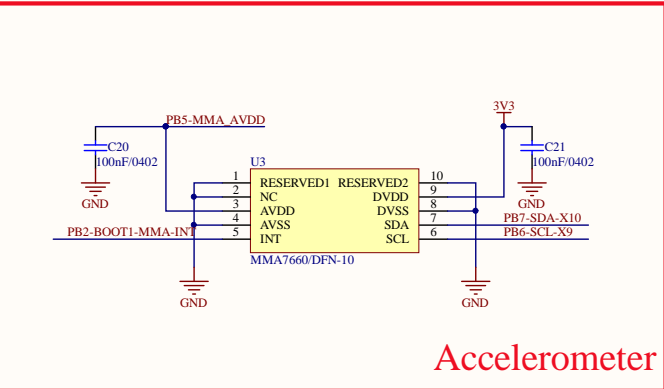 3V3
PB5-MMA_AVDD
C20
100nF/0402
C21
100nF/0402
GND
GND
U3
1 RESERVED1 RESERVED2 10
2 NC DVDD 9
3 AVDD DVSS 8
4 AVSS SDA 7 PB7-SDA-X10
PB2-BOOT1-MMA-INT 5 INT SCL 6 PB6-SCL-X9
MMA7660/DFN-10
GND
GND
Accelerometer